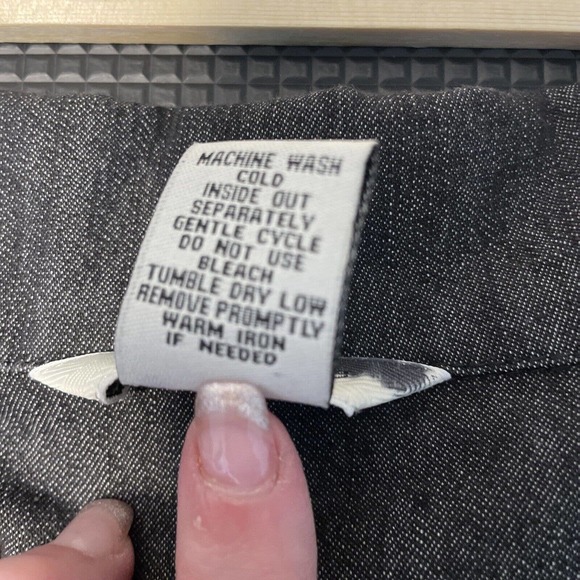 MACHINE WASH
COLD
INSIDE OUT
SEPARATELY
GENTLE CYCLE
DO NOT USE
BLEACH
TUMBLE DRY LOW
REMOVE PROMPTLY
WARM IRON
IF NEEDED